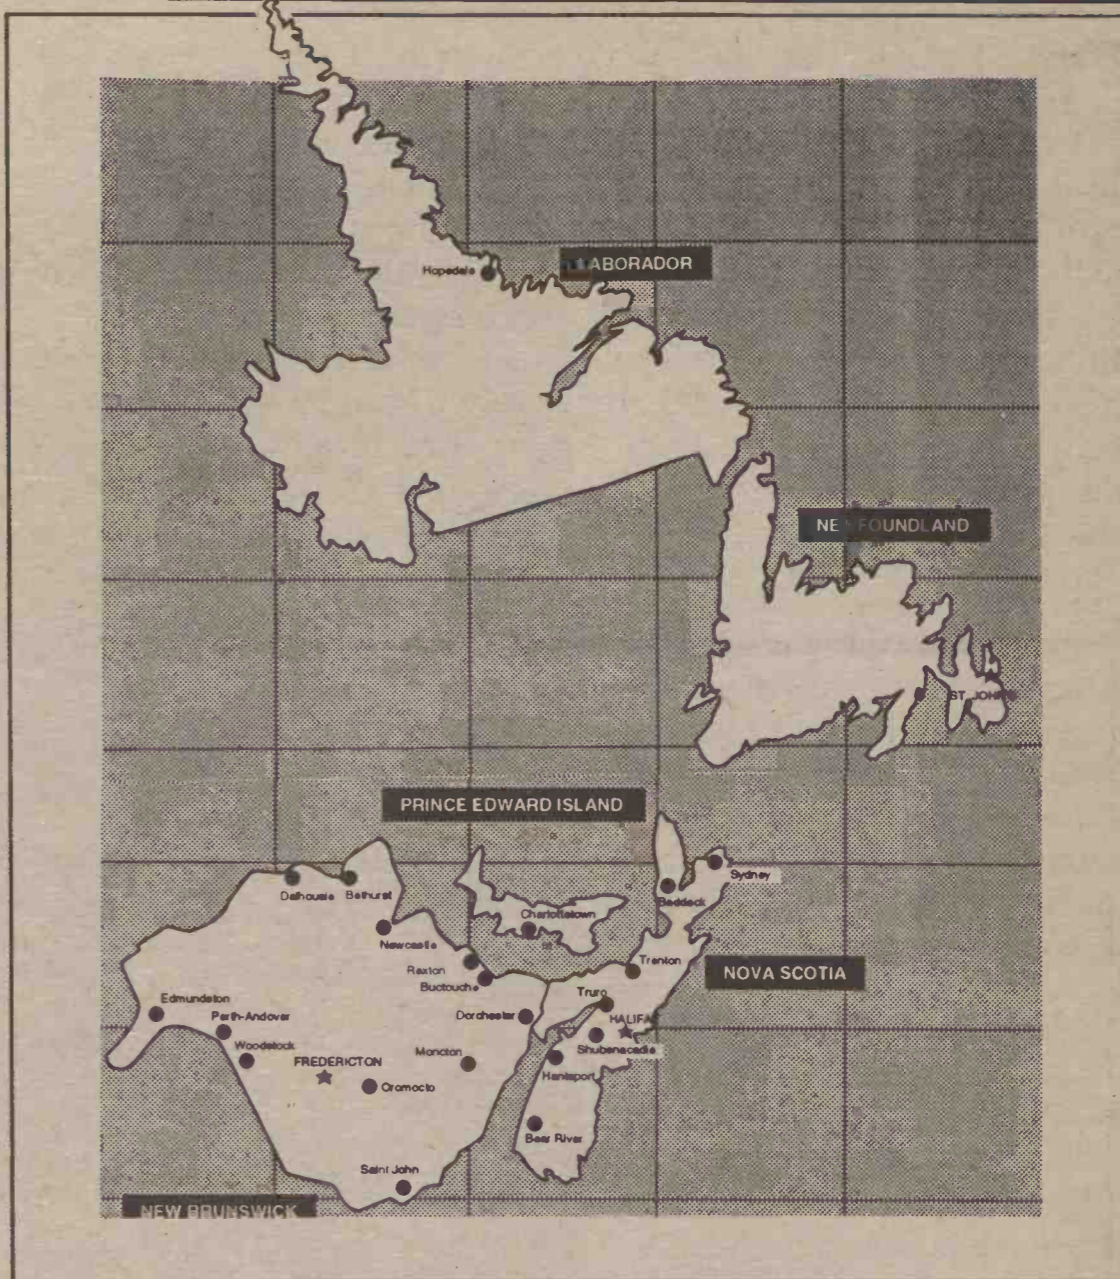 Hopedale
LABORADOR
NEWFOUNDLAND
ST. JOHN'S
PRINCE EDWARD ISLAND
Sydney
Dalhousie
Bathurst
Baddeck
Charlottetown
Newcastle
Trenton
NOVA SCOTIA
Rexton
Buctouche
Edmundston
Truro
Perth-Andover
Dorchester
HALIFAX
Woodstock
Shubenacadie
FREDERICTON
Moncton
Hantsport
Oromocto
Bear River
Saint John
NEW BRUNSWICK